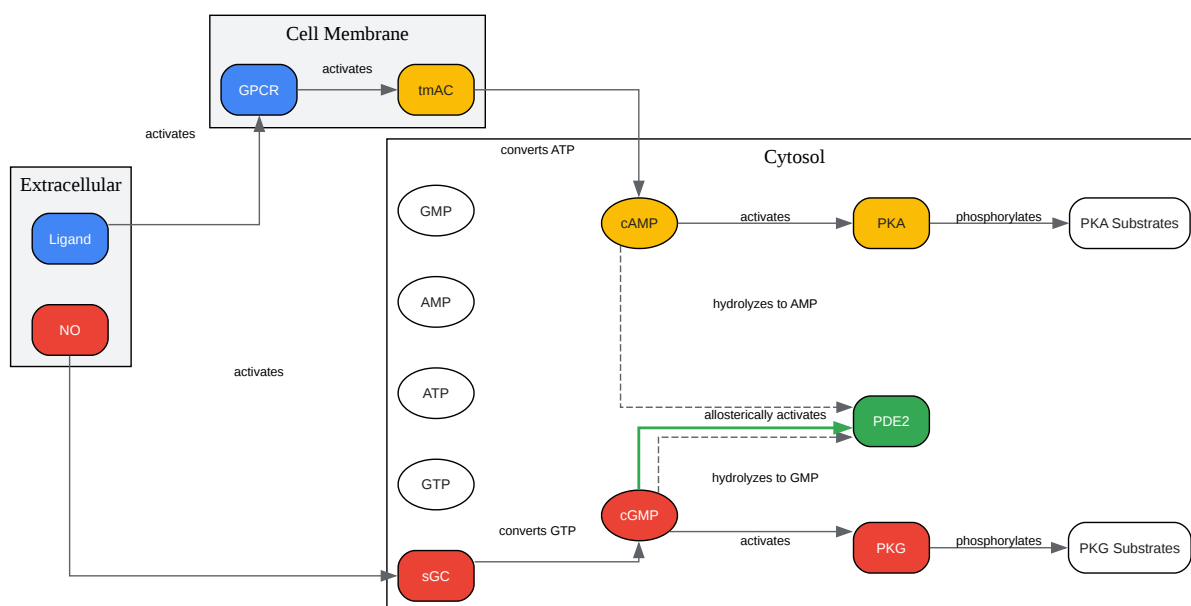 Cell Membrane
activates
GPCR
tmAC
activates
converts ATP
Cytosol
Extracellular
GMP
cAMP
activates
PKA
phosphorylates
PKA Substrates
Ligand
AMP
hydrolyzes to AMP
NO
activates
ATP
allosterically activates
PDE2
GTP
hydrolyzes to GMP
cGMP
converts GTP
activates
PKG
phosphorylates
PKG Substrates
sGC